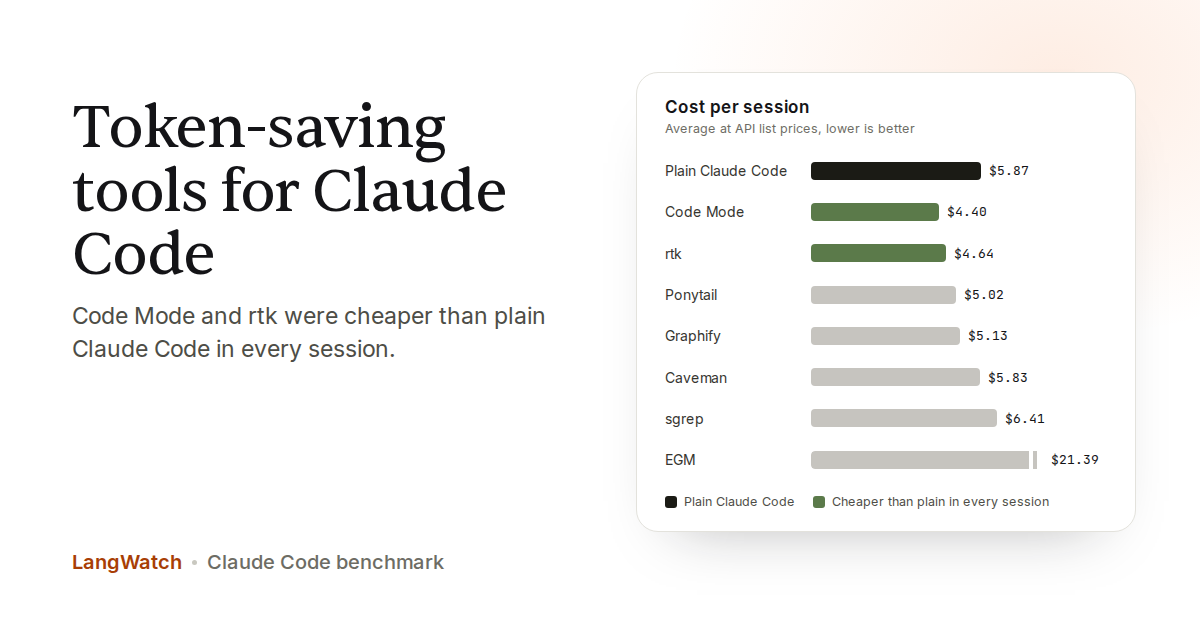 Token-saving
tools for Claude
Code
Code Mode and rtk were cheaper than plain
Claude Code in every session.
LangWatch • Claude Code benchmark
Cost per session
Average at API list prices, lower is better
Plain Claude Code $5.87
Code Mode $4.40
rtk $4.64
Ponytail $5.02
Graphify $5.13
Caveman $5.83
sgrep $6.41
EGM $21.39
Plain Claude Code Cheaper than plain in every session